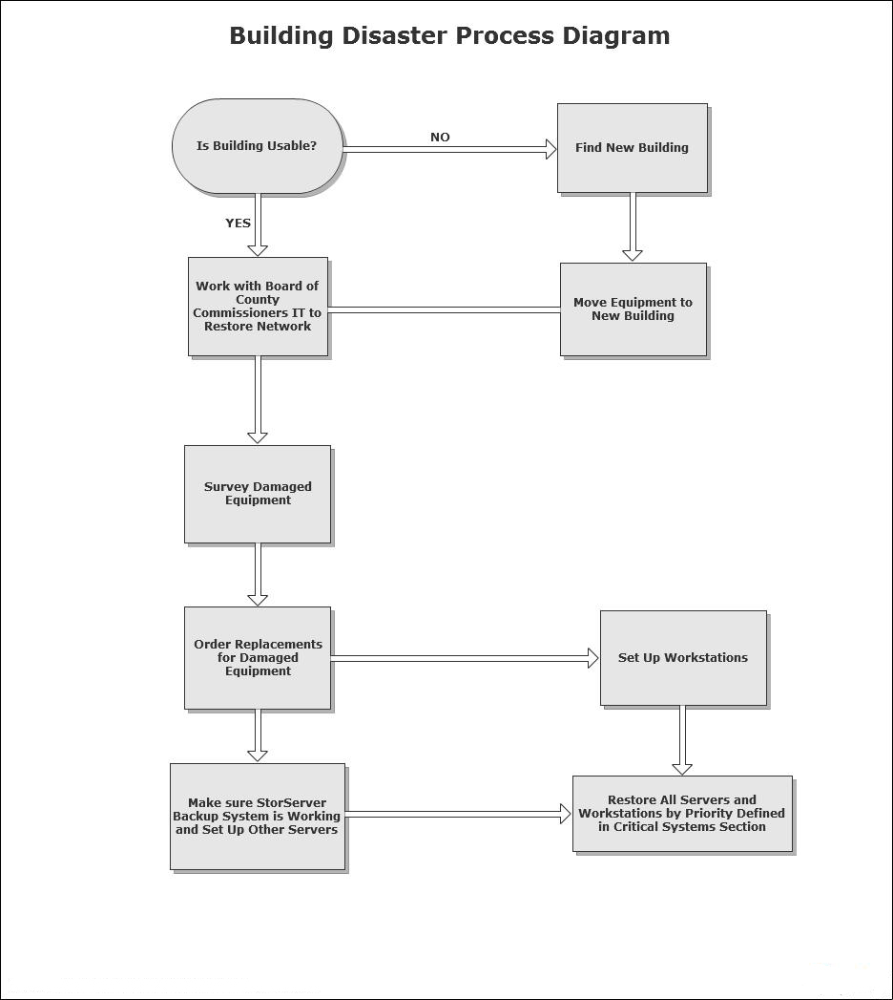 Building Disaster Process Diagram
Is Building Usable?
NO
Find New Building
YES
Work with Board of
County
Commissioners IT to
Restore Network
Move Equipment to
New Building
Survey Damaged
Equipment
Order Replacements
for Damaged
Equipment
Set Up Workstations
Make sure StorServer
Backup System is Working
and Set Up Other Servers
Restore All Servers and
Workstations by Priority Defined
in Critical Systems Section